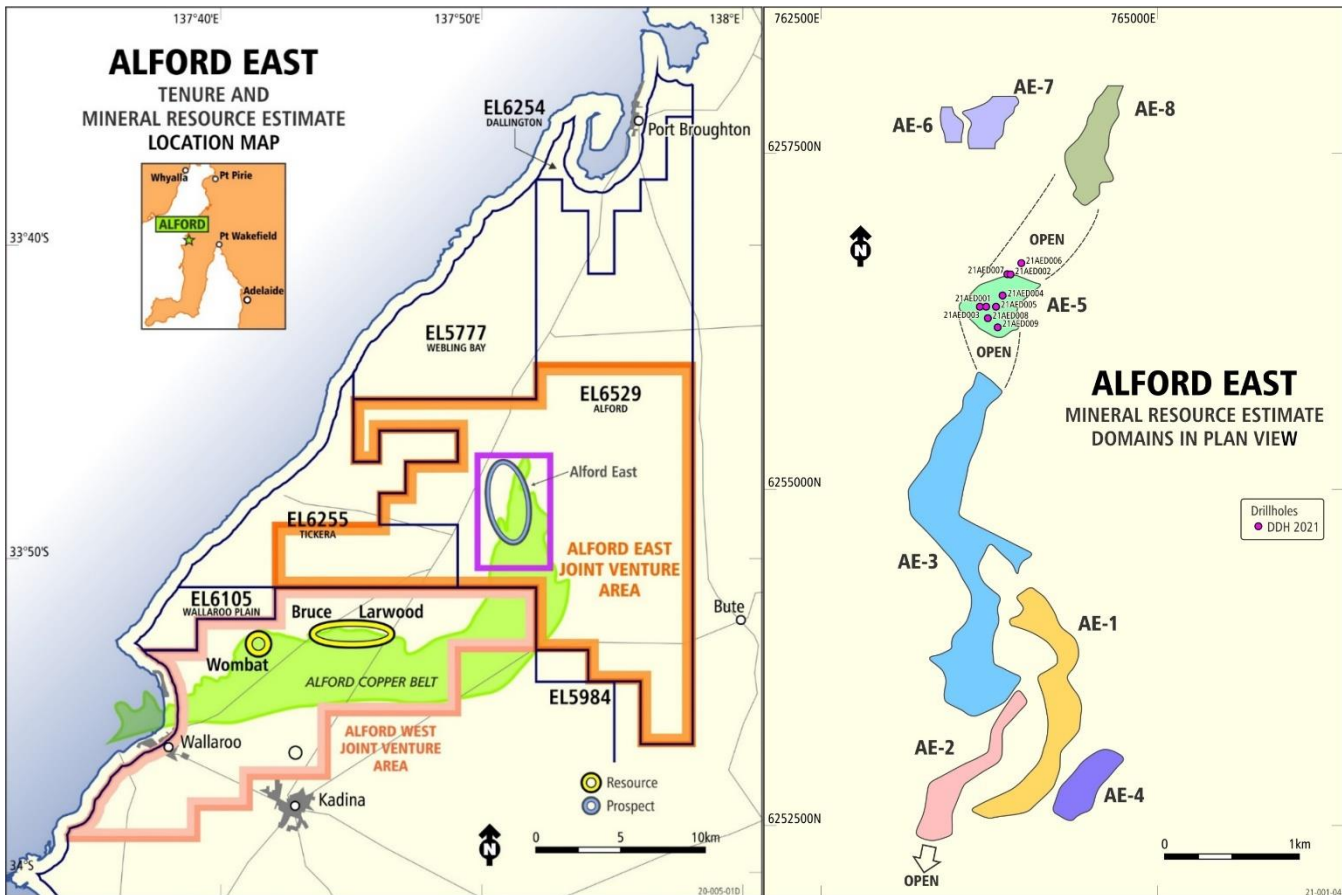 137°40'E
137°50'E
138°E
ALFORD EAST
TENURE AND
MINERAL RESOURCE ESTIMATE
LOCATION MAP
Whyalla
Pt Pirie
ALFORD
Pt Wakefield
Adelaide
33°40'S
33°50'S
34°S
EL6254
DALLINGTON
Port Broughton
EL5777
WEBLING BAY
EL6529
ALFORD
Alford East
EL6255
TICKERA
ALFORD EAST
JOINT VENTURE
AREA
EL6105
WALLAROO PLAIN
Bruce
Larwood
Bute
Wombat
ALFORD COPPER BELT
EL5984
ALFORD WEST
JOINT VENTURE
AREA
Wallaroo
Kadina
Resource
Prospect
N
0 5 10km
20-005-01D
762500E
765000E
6257500N
6255000N
6252500N
AE-7
AE-6
AE-8
N
OPEN
21AED006
21AED007
21AED002
21AED004
21AED001
21AED005
21AED003
21AED008
21AED009
AE-5
OPEN
ALFORD EAST
MINERAL RESOURCE ESTIMATE
DOMAINS IN PLAN VIEW
Drillholes
DDH 2021
AE-3
AE-1
AE-2
AE-4
OPEN
0 1km